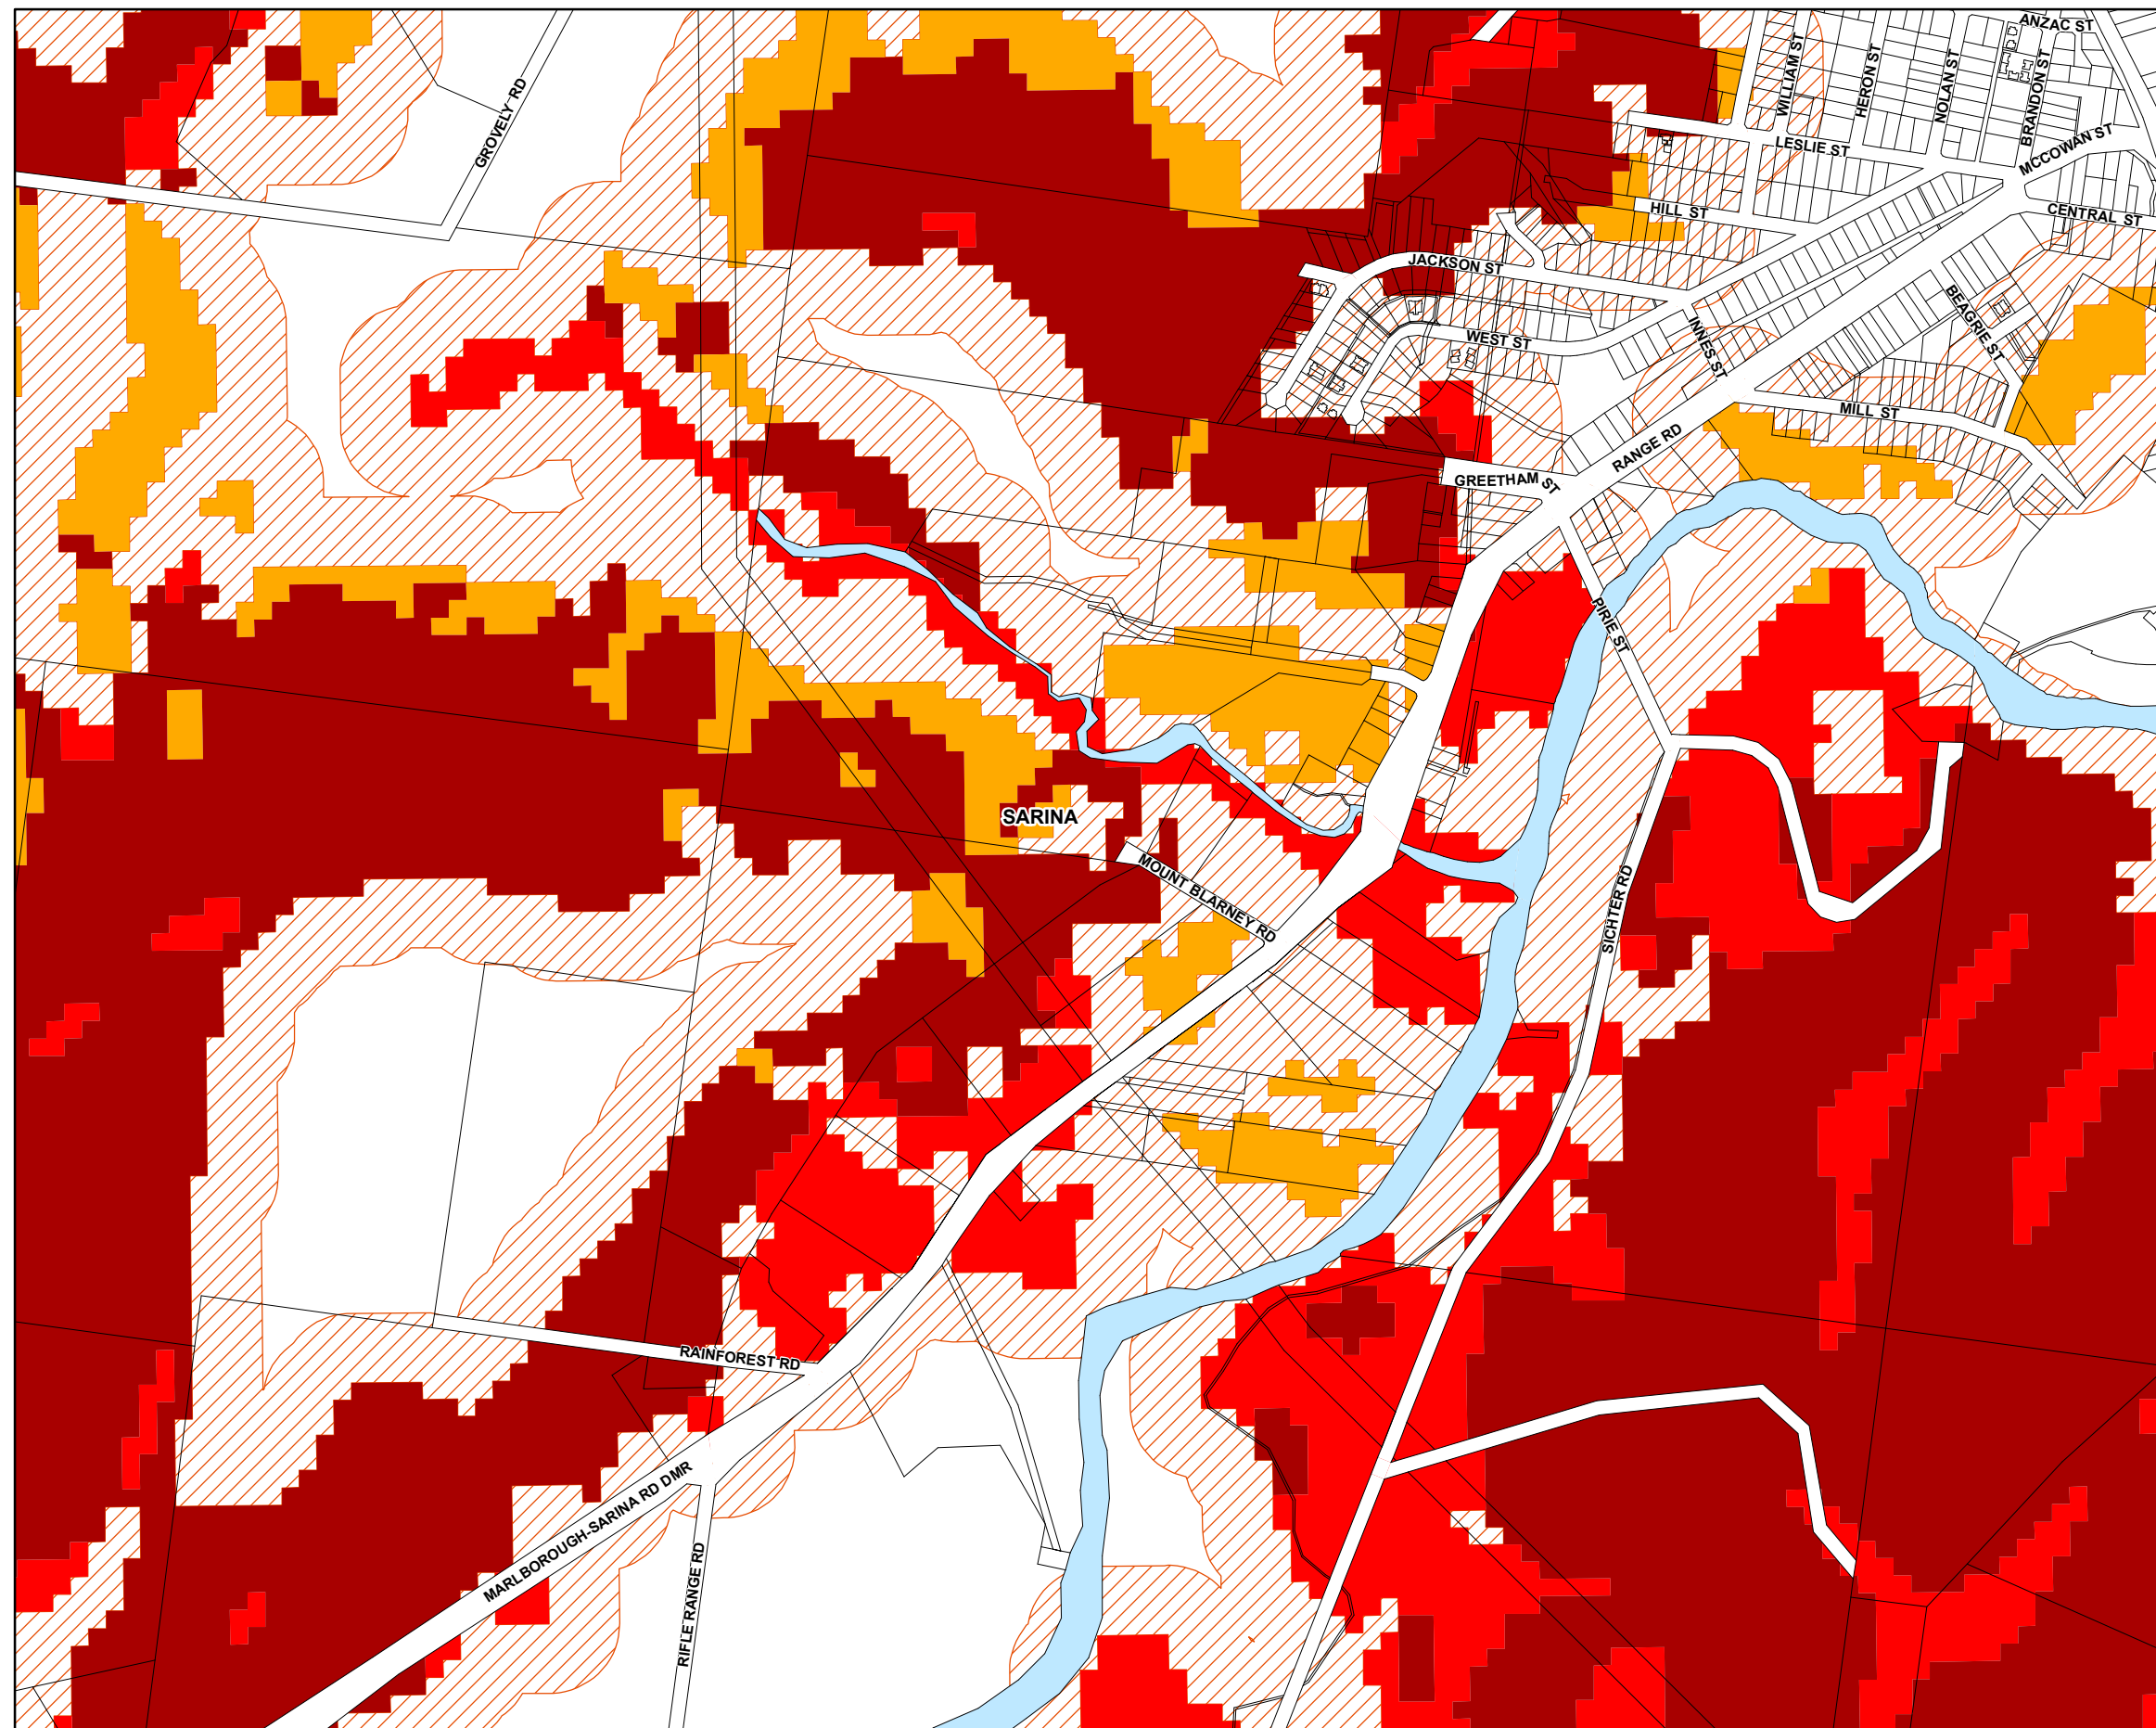 ANZAC ST
WILLIAM ST
HERON ST
NOLAN ST
BRANDON ST
GROVELY RD
LESLIE ST
MCCOWAN ST
HILL ST
CENTRAL ST
JACKSON ST
BEAGRIE ST
WEST ST
INNES ST
MILL ST
RANGE RD
GREETHAM ST
PIRIE ST
SARINA
MOUNT BLARNEY RD
SICHTER RD
RAINFOREST RD
MARLBOROUGH-SARINA RD DMR
RIFLE RANGE RD